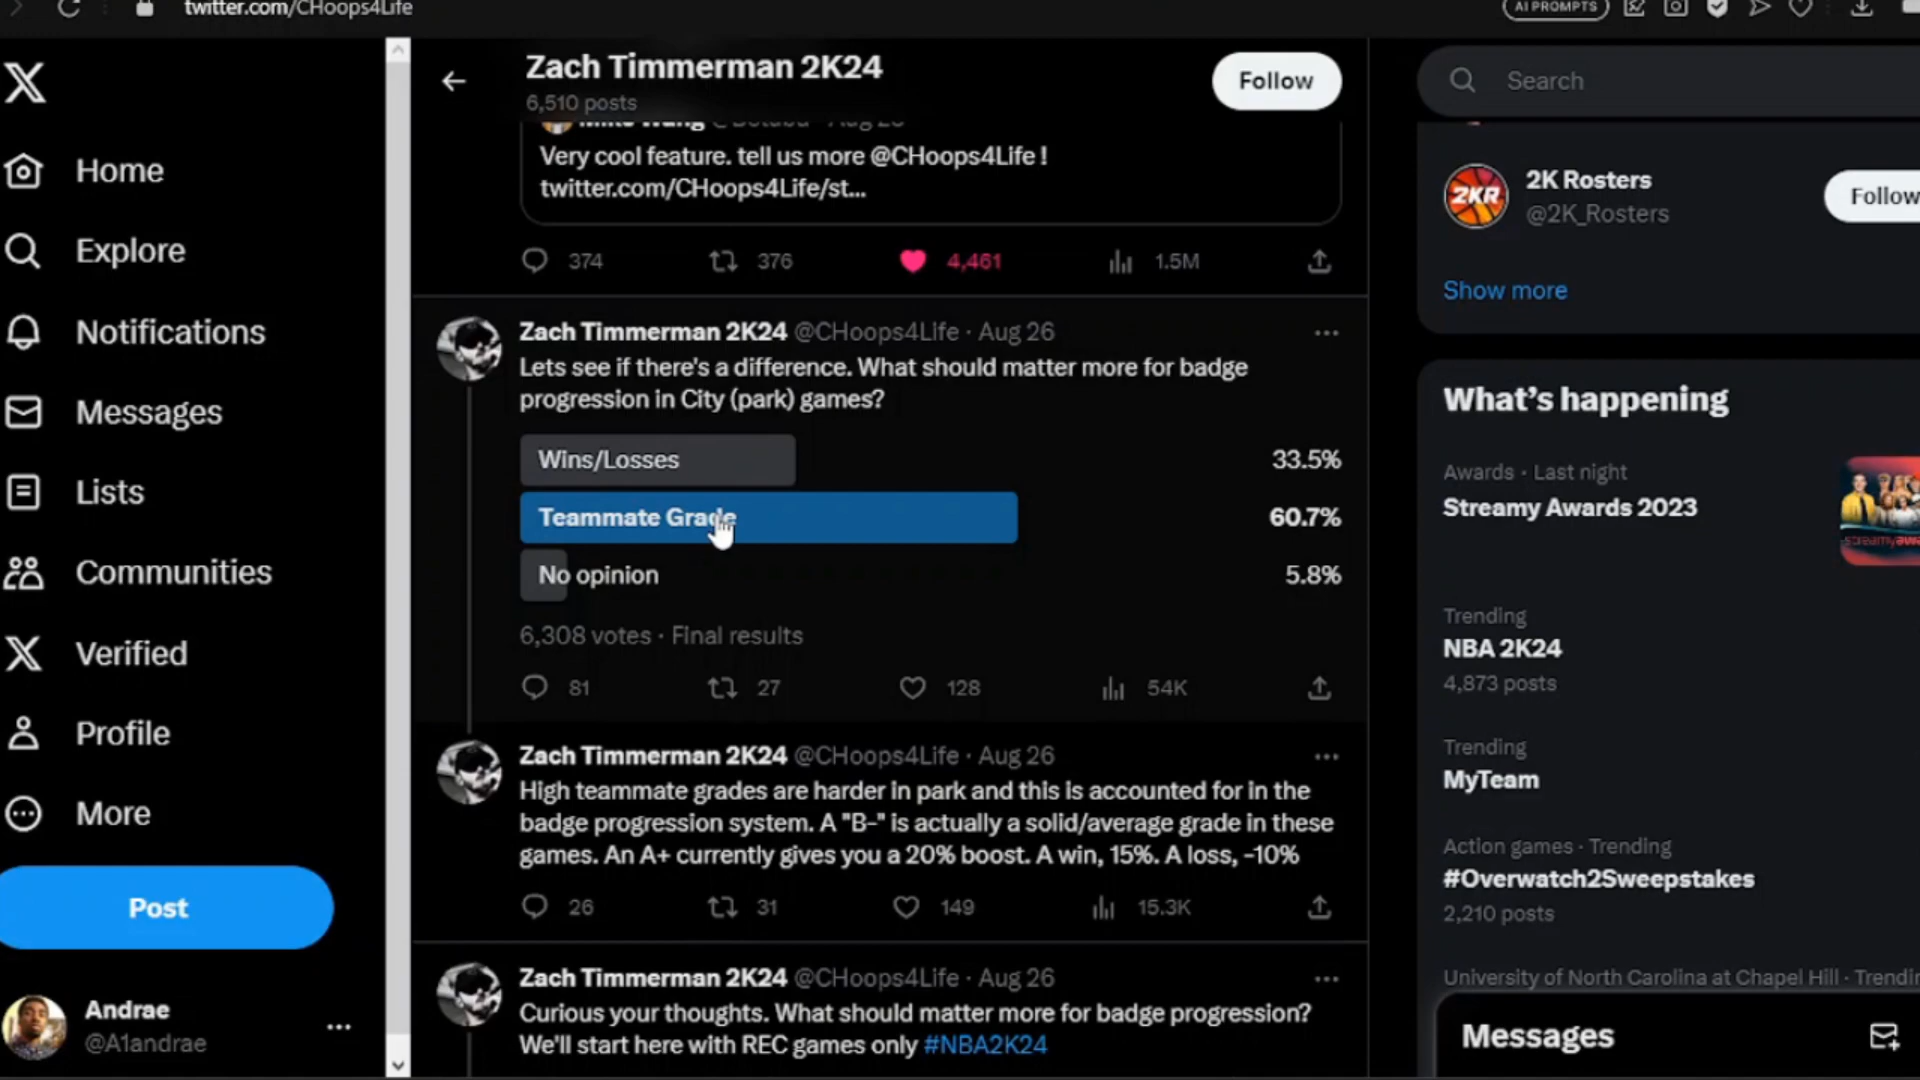 twitter.com/CHoops4Life
AI PROMPTS
X
Home
Explore
Notifications
Messages
Lists
Communities
Verified
Profile
More
Post
Andrae
@A1andrae
Zach Timmerman 2K24
6,510 posts
Follow
Very cool feature. tell us more @CHoops4Life !
twitter.com/CHoops4Life/st...
374 376 4,461 1.5M
Zach Timmerman 2K24 @CHoops4Life · Aug 26
Lets see if there's a difference. What should matter more for badge
progression in City (park) games?
Wins/Losses 33.5%
Teammate Grade 60.7%
No opinion 5.8%
6,308 votes · Final results
81 27 128 54K
Zach Timmerman 2K24 @CHoops4Life · Aug 26
High teammate grades are harder in park and this is accounted for in the
badge progression system. A "B-" is actually a solid/average grade in these
games. An A+ currently gives you a 20% boost. A win, 15%. A loss, -10%
26 31 149 15.3K
Zach Timmerman 2K24 @CHoops4Life · Aug 26
Curious your thoughts. What should matter more for badge progression?
We'll start here with REC games only #NBA2K24
Search
2KR
2K Rosters
@2K_Rosters
Follow
Show more
What's happening
Awards · Last night
Streamy Awards 2023
Trending
NBA 2K24
4,873 posts
Trending
MyTeam
Action games · Trending
#Overwatch2Sweepstakes
2,210 posts
University of North Carolina at Chapel Hill · Trendin
Messages